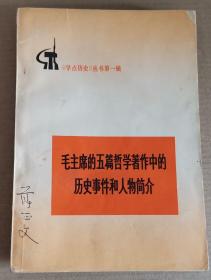 《学点历史》丛书第一辑
毛主席的五篇哲学著作中的
历史事件和人物简介